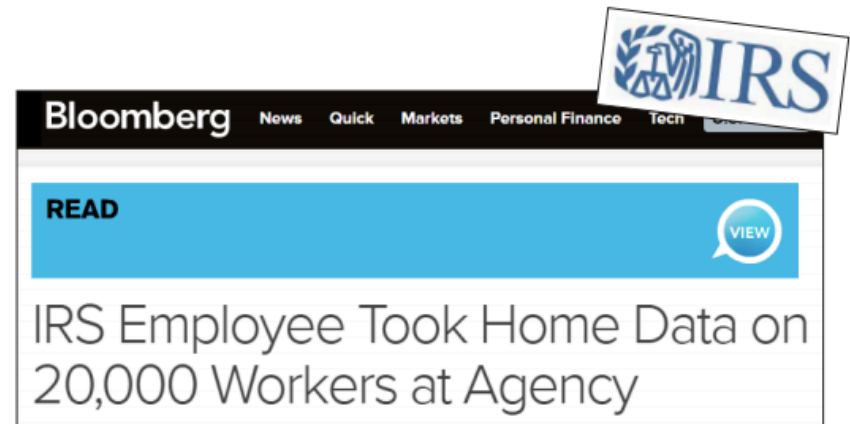 IRS
Bloomberg News Quick Markets Personal Finance Tech
READ
VIEW
IRS Employee Took Home Data on
20,000 Workers at Agency